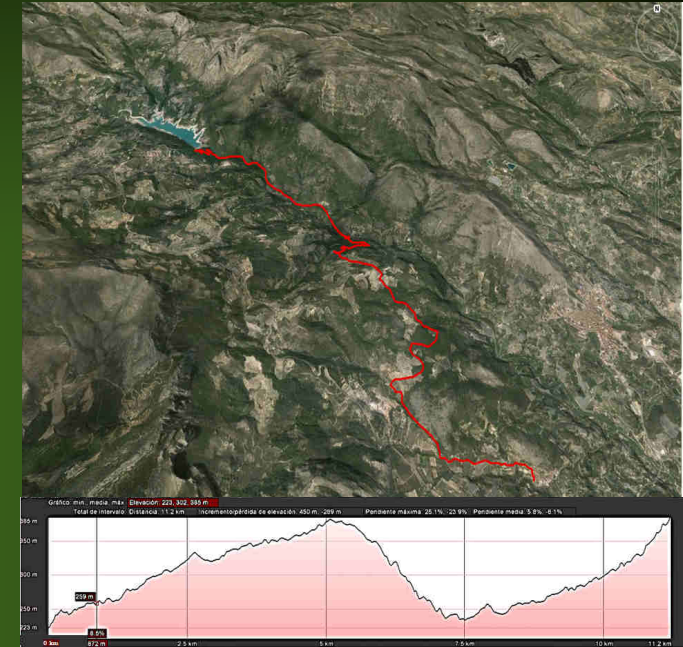 N
Gráfico: mín., media, máx. Elevación: 223, 302, 385 m
Total de intervalo: Distancia: 11.2 km Incremento/pérdida de elevación: 450 m, -289 m Pendiente máxima: 25.1%, -23.9% Pendiente media: 5.8%, -6.1%
385 m
350 m
300 m
259 m
250 m
223 m
8.5%
0 km 872 m 2.5 km 5 km 7.5 km 10 km 11.2 km